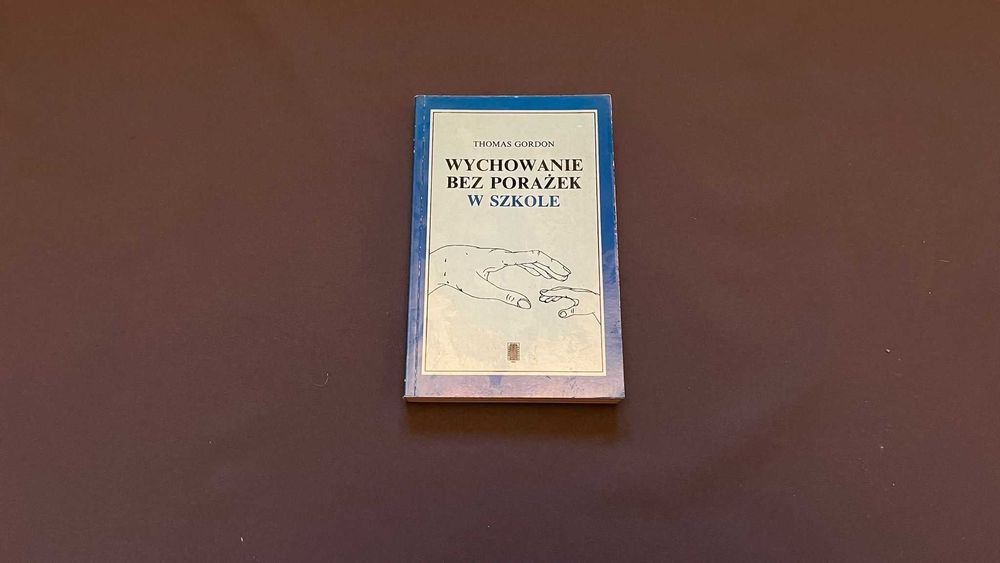 THOMAS GORDON
WYCHOWANIE
BEZ PORAŻEK
W SZKOLE